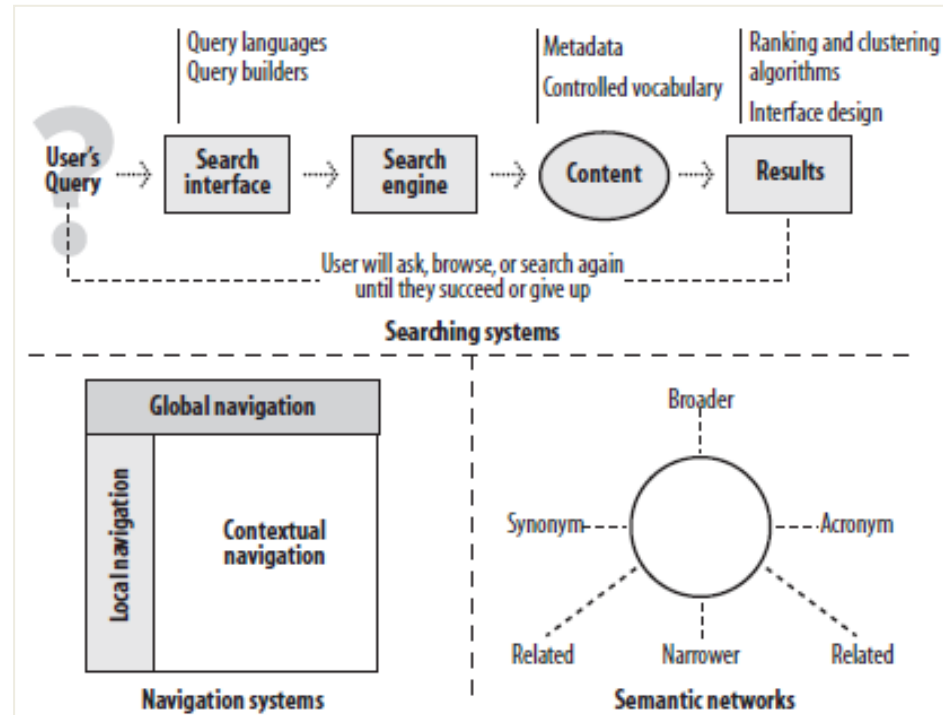 Query languages
Query builders
Metadata
Controlled vocabulary
Ranking and clustering
algorithms
Interface design
?
User's
Query
Search
interface
Search
engine
Content
Results
User will ask, browse, or search again
until they succeed or give up
Searching systems
Global navigation
Local navigation
Contextual
navigation
Navigation systems
Broader
Synonym
Acronym
Related
Narrower
Related
Semantic networks